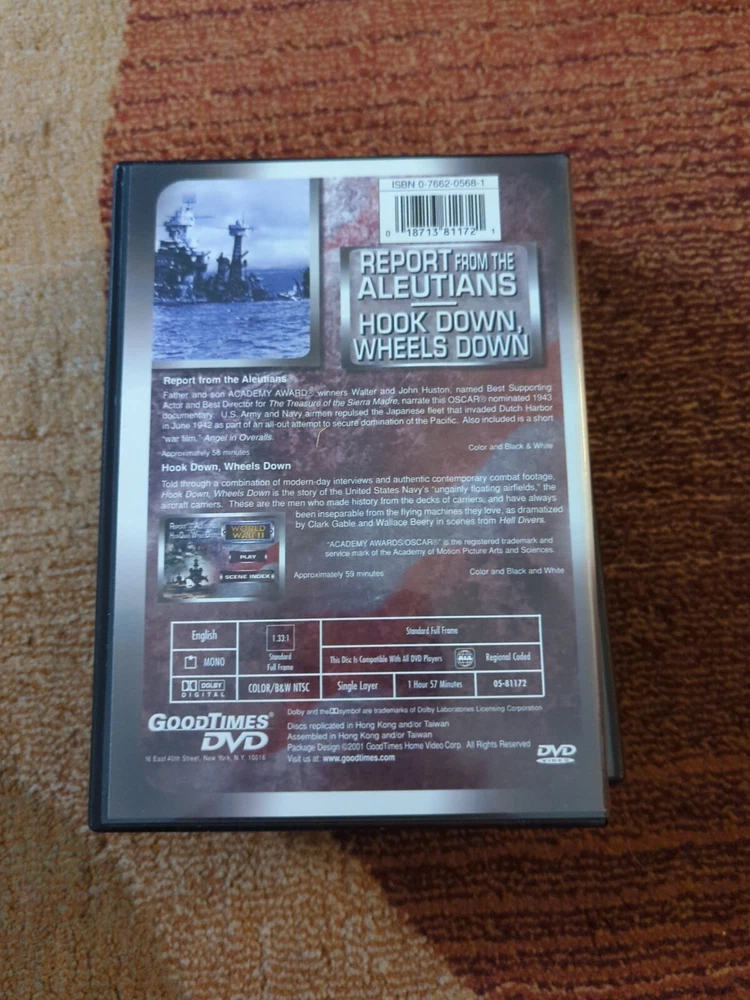 ISBN 0-7662-0568-1
0 18713 81172 1
REPORT FROM THE
ALEUTIANS
HOOK DOWN,
WHEELS DOWN
Report from the Aleutians
Father and son ACADEMY AWARD® winners Walter and John Huston, named Best Supporting
Actor and Best Director for The Treasure of the Sierra Madre, narrate this OSCAR® nominated 1943
documentary. U.S. Army and Navy airmen repulsed the Japanese fleet that invaded Dutch Harbor
in June 1942 as part of an all-out attempt to secure domination of the Pacific. Also included is a short
"war film," Angel in Overalls.
Approximately 58 minutes
Color and Black & White
Hook Down, Wheels Down
Told through a combination of modern-day interviews and authentic contemporary combat footage,
Hook Down, Wheels Down is the story of the United States Navy's "ungainly floating airfields," the
aircraft carriers. These are the men who made history from the decks of carriers, and have always
been inseparable from the flying machines they love, as dramatized
by Clark Gable and Wallace Beery in scenes from Hell Divers.
WORLD
WAR II
PLAY
SCENE INDEX
"ACADEMY AWARDS/OSCAR®" is the registered trademark and
service mark of the Academy of Motion Picture Arts and Sciences.
Approximately 59 minutes
Color and Black and White
English
1.33:1
Standard
Full Frame
Standard Full Frame
MONO
This Disc Is Compatible With All DVD Players
ALL
Regional Coded
DOLBY
DIGITAL
COLOR/B&W NTSC
Single Layer
1 Hour 57 Minutes
05-81172
Dolby and the symbol are trademarks of Dolby Laboratories Licensing Corporation
GOODTIMES®
DVD
16 East 40th Street, New York, N.Y. 10016
Discs replicated in Hong Kong and/or Taiwan
Assembled in Hong Kong and/or Taiwan
Package Design ©2001 GoodTimes Home Video Corp. All Rights Reserved
Visit us at: www.goodtimes.com
DVD
VIDEO